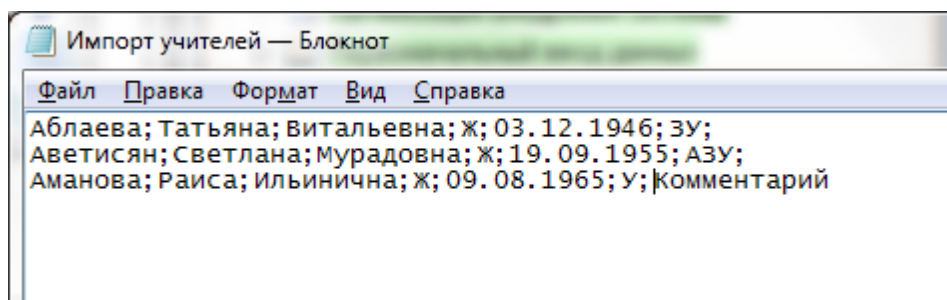 Импорт учителей — Блокнот
Файл Правка Формат Вид Справка
Аблаева;Татьяна;Витальевна;Ж;03.12.1946;ЗУ;
Аветисян;Светлана;Мурадовна;Ж;19.09.1955;АЗУ;
Аманова;Раиса;Ильинична;Ж;09.08.1965;У;Комментарий